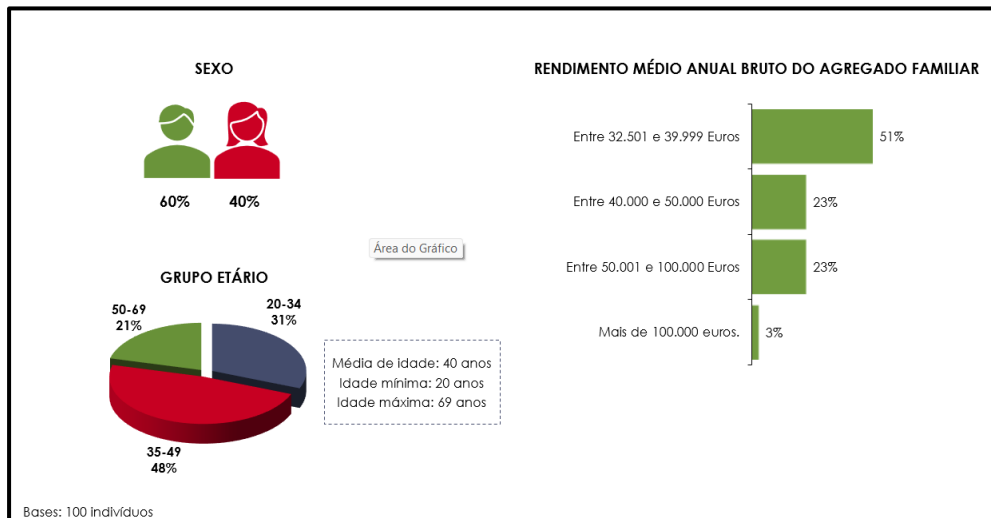 SEXO
60%
40%
GRUPO ETÁRIO
50-69
21%
20-34
31%
35-49
48%
Média de idade: 40 anos
Idade mínima: 20 anos
Idade máxima: 69 anos
Área do Gráfico
RENDIMENTO MÉDIO ANUAL BRUTO DO AGREGADO FAMILIAR
Entre 32.501 e 39.999 Euros
51%
Entre 40.000 e 50.000 Euros
23%
Entre 50.001 e 100.000 Euros
23%
Mais de 100.000 euros.
3%
Bases: 100 indivíduos